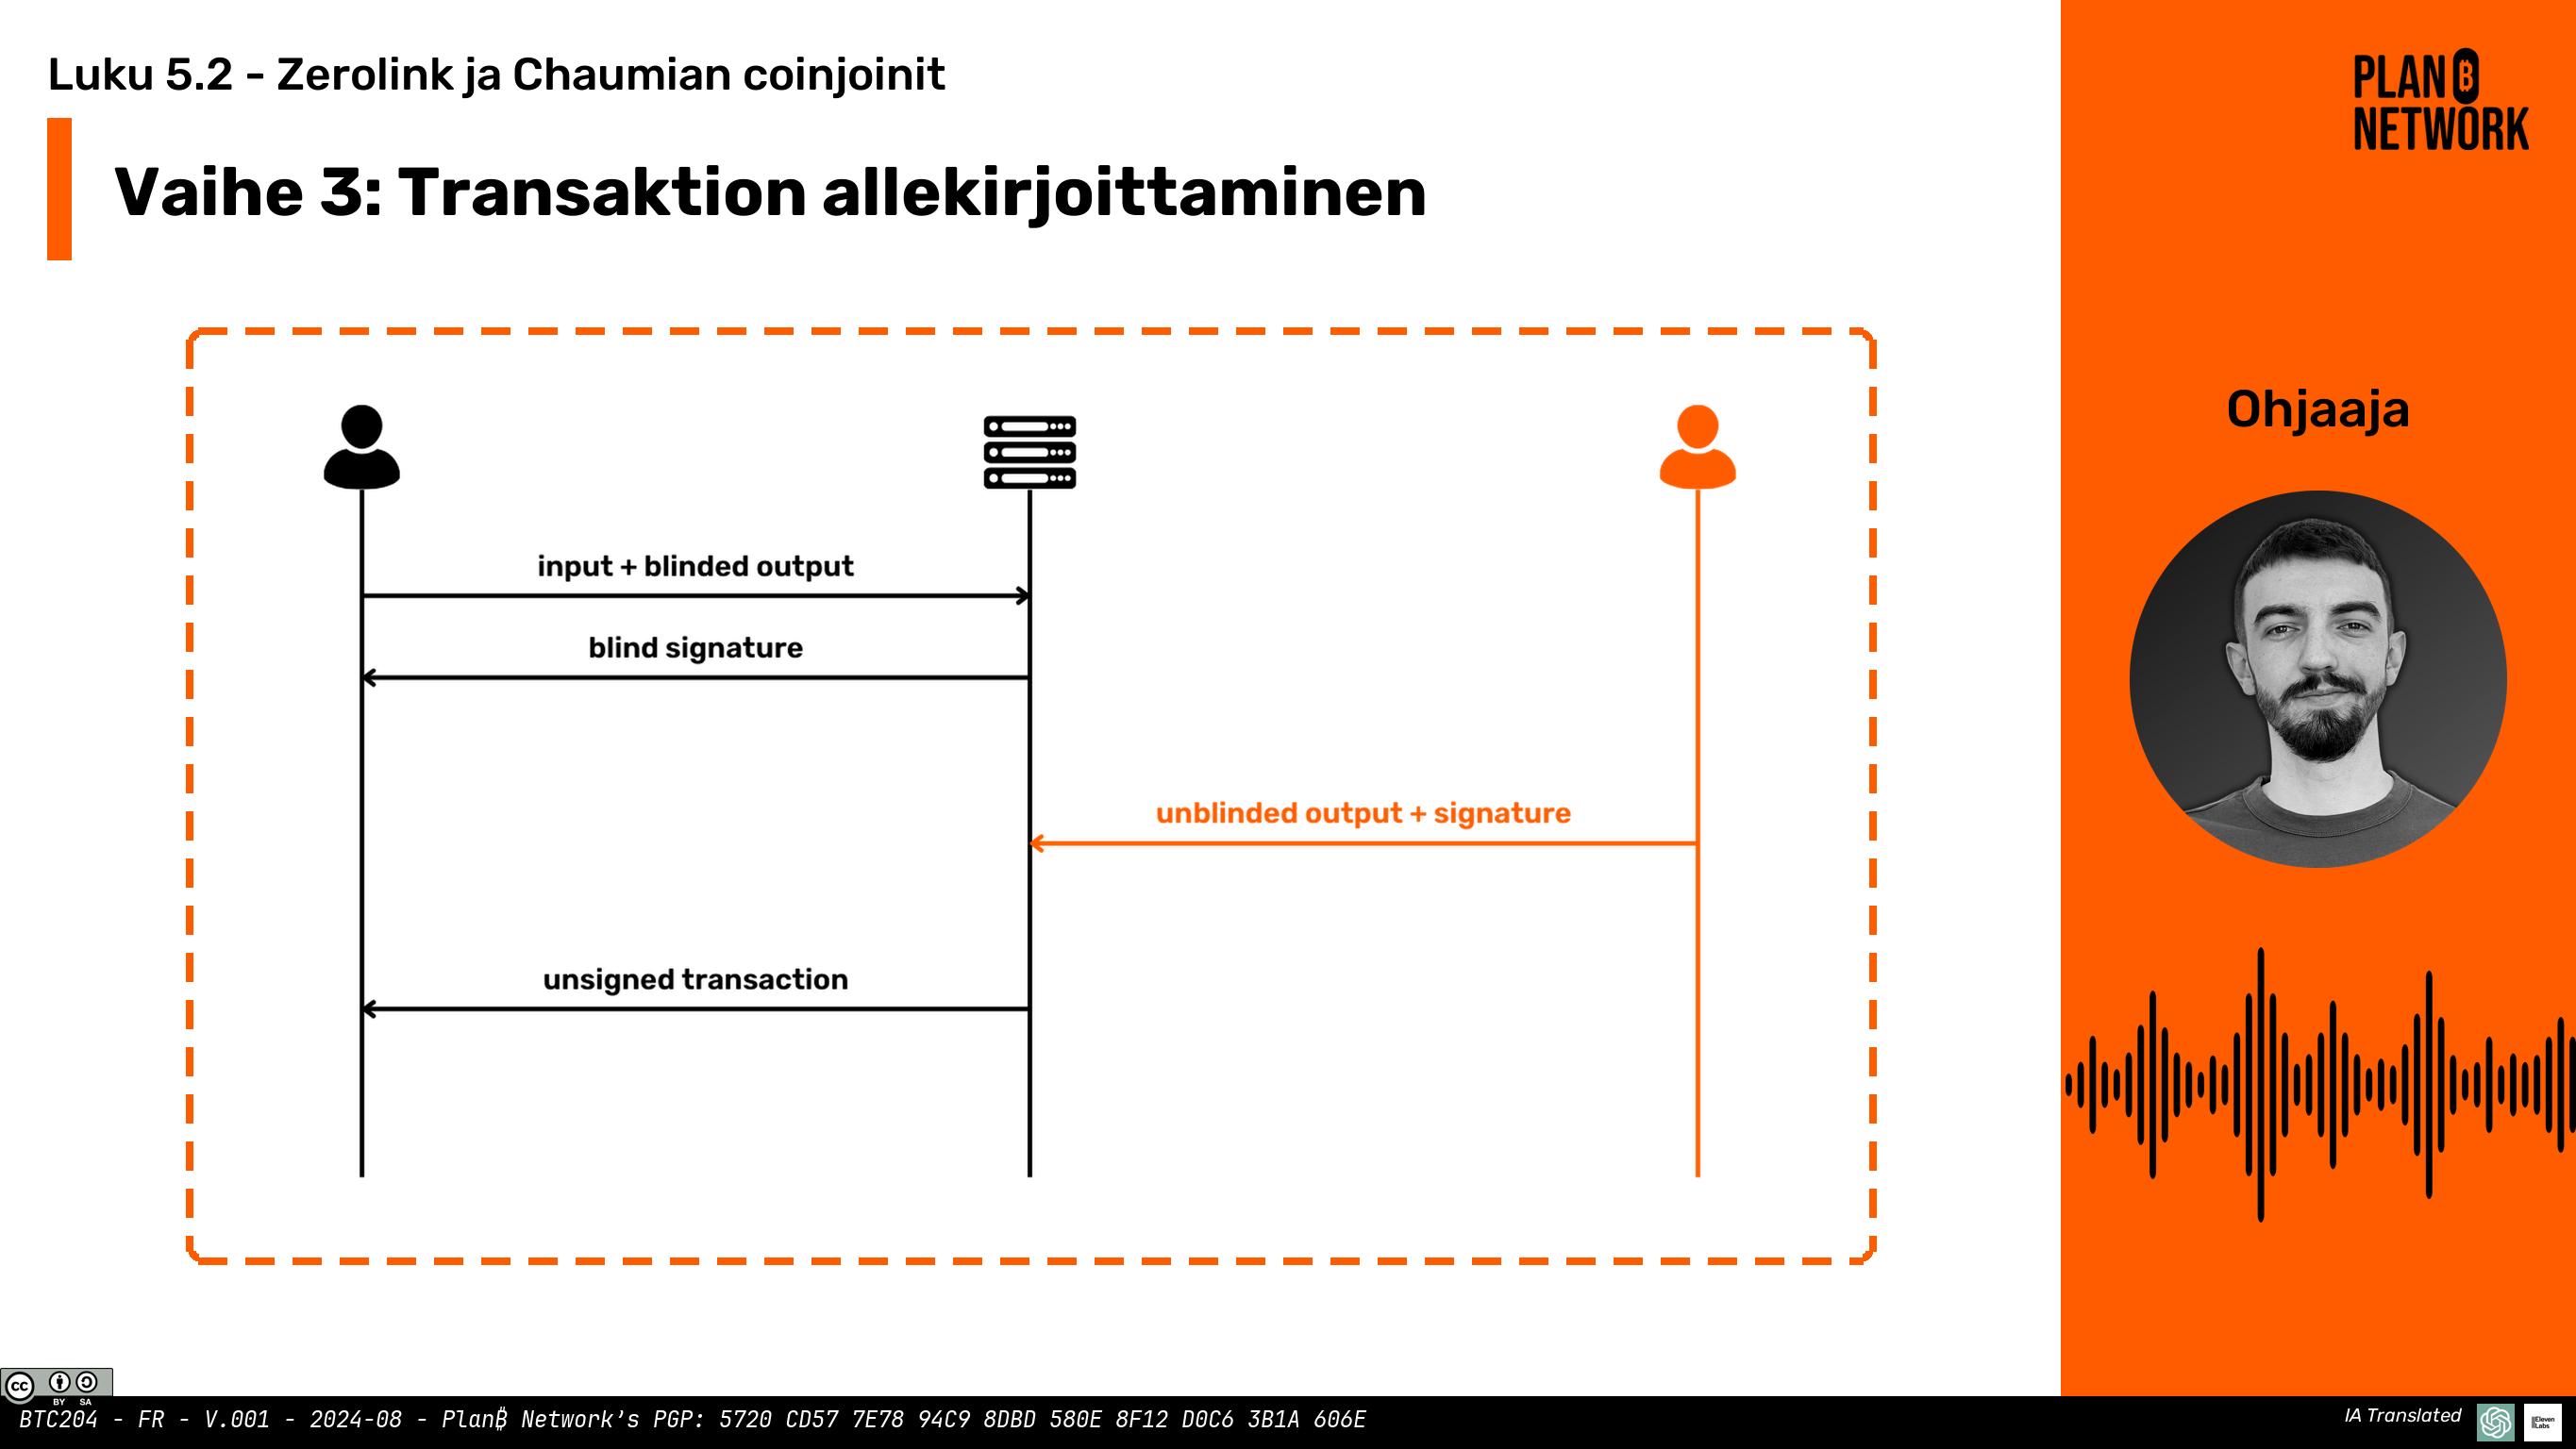 Luku 5.2 - Zerolink ja Chaumian coinjoinit
PLAN ₿
NETWORK
Vaihe 3: Transaktion allekirjoittaminen
Ohjaaja
input + blinded output
blind signature
unblinded output + signature
unsigned transaction
cc
BY SA
BTC204 - FR - V.001 - 2024-08 - Plan₿ Network's PGP: 5720 CD57 7E78 94C9 8DBD 580E 8F12 D0C6 3B1A 606E
IA Translated
IIElevenLabs